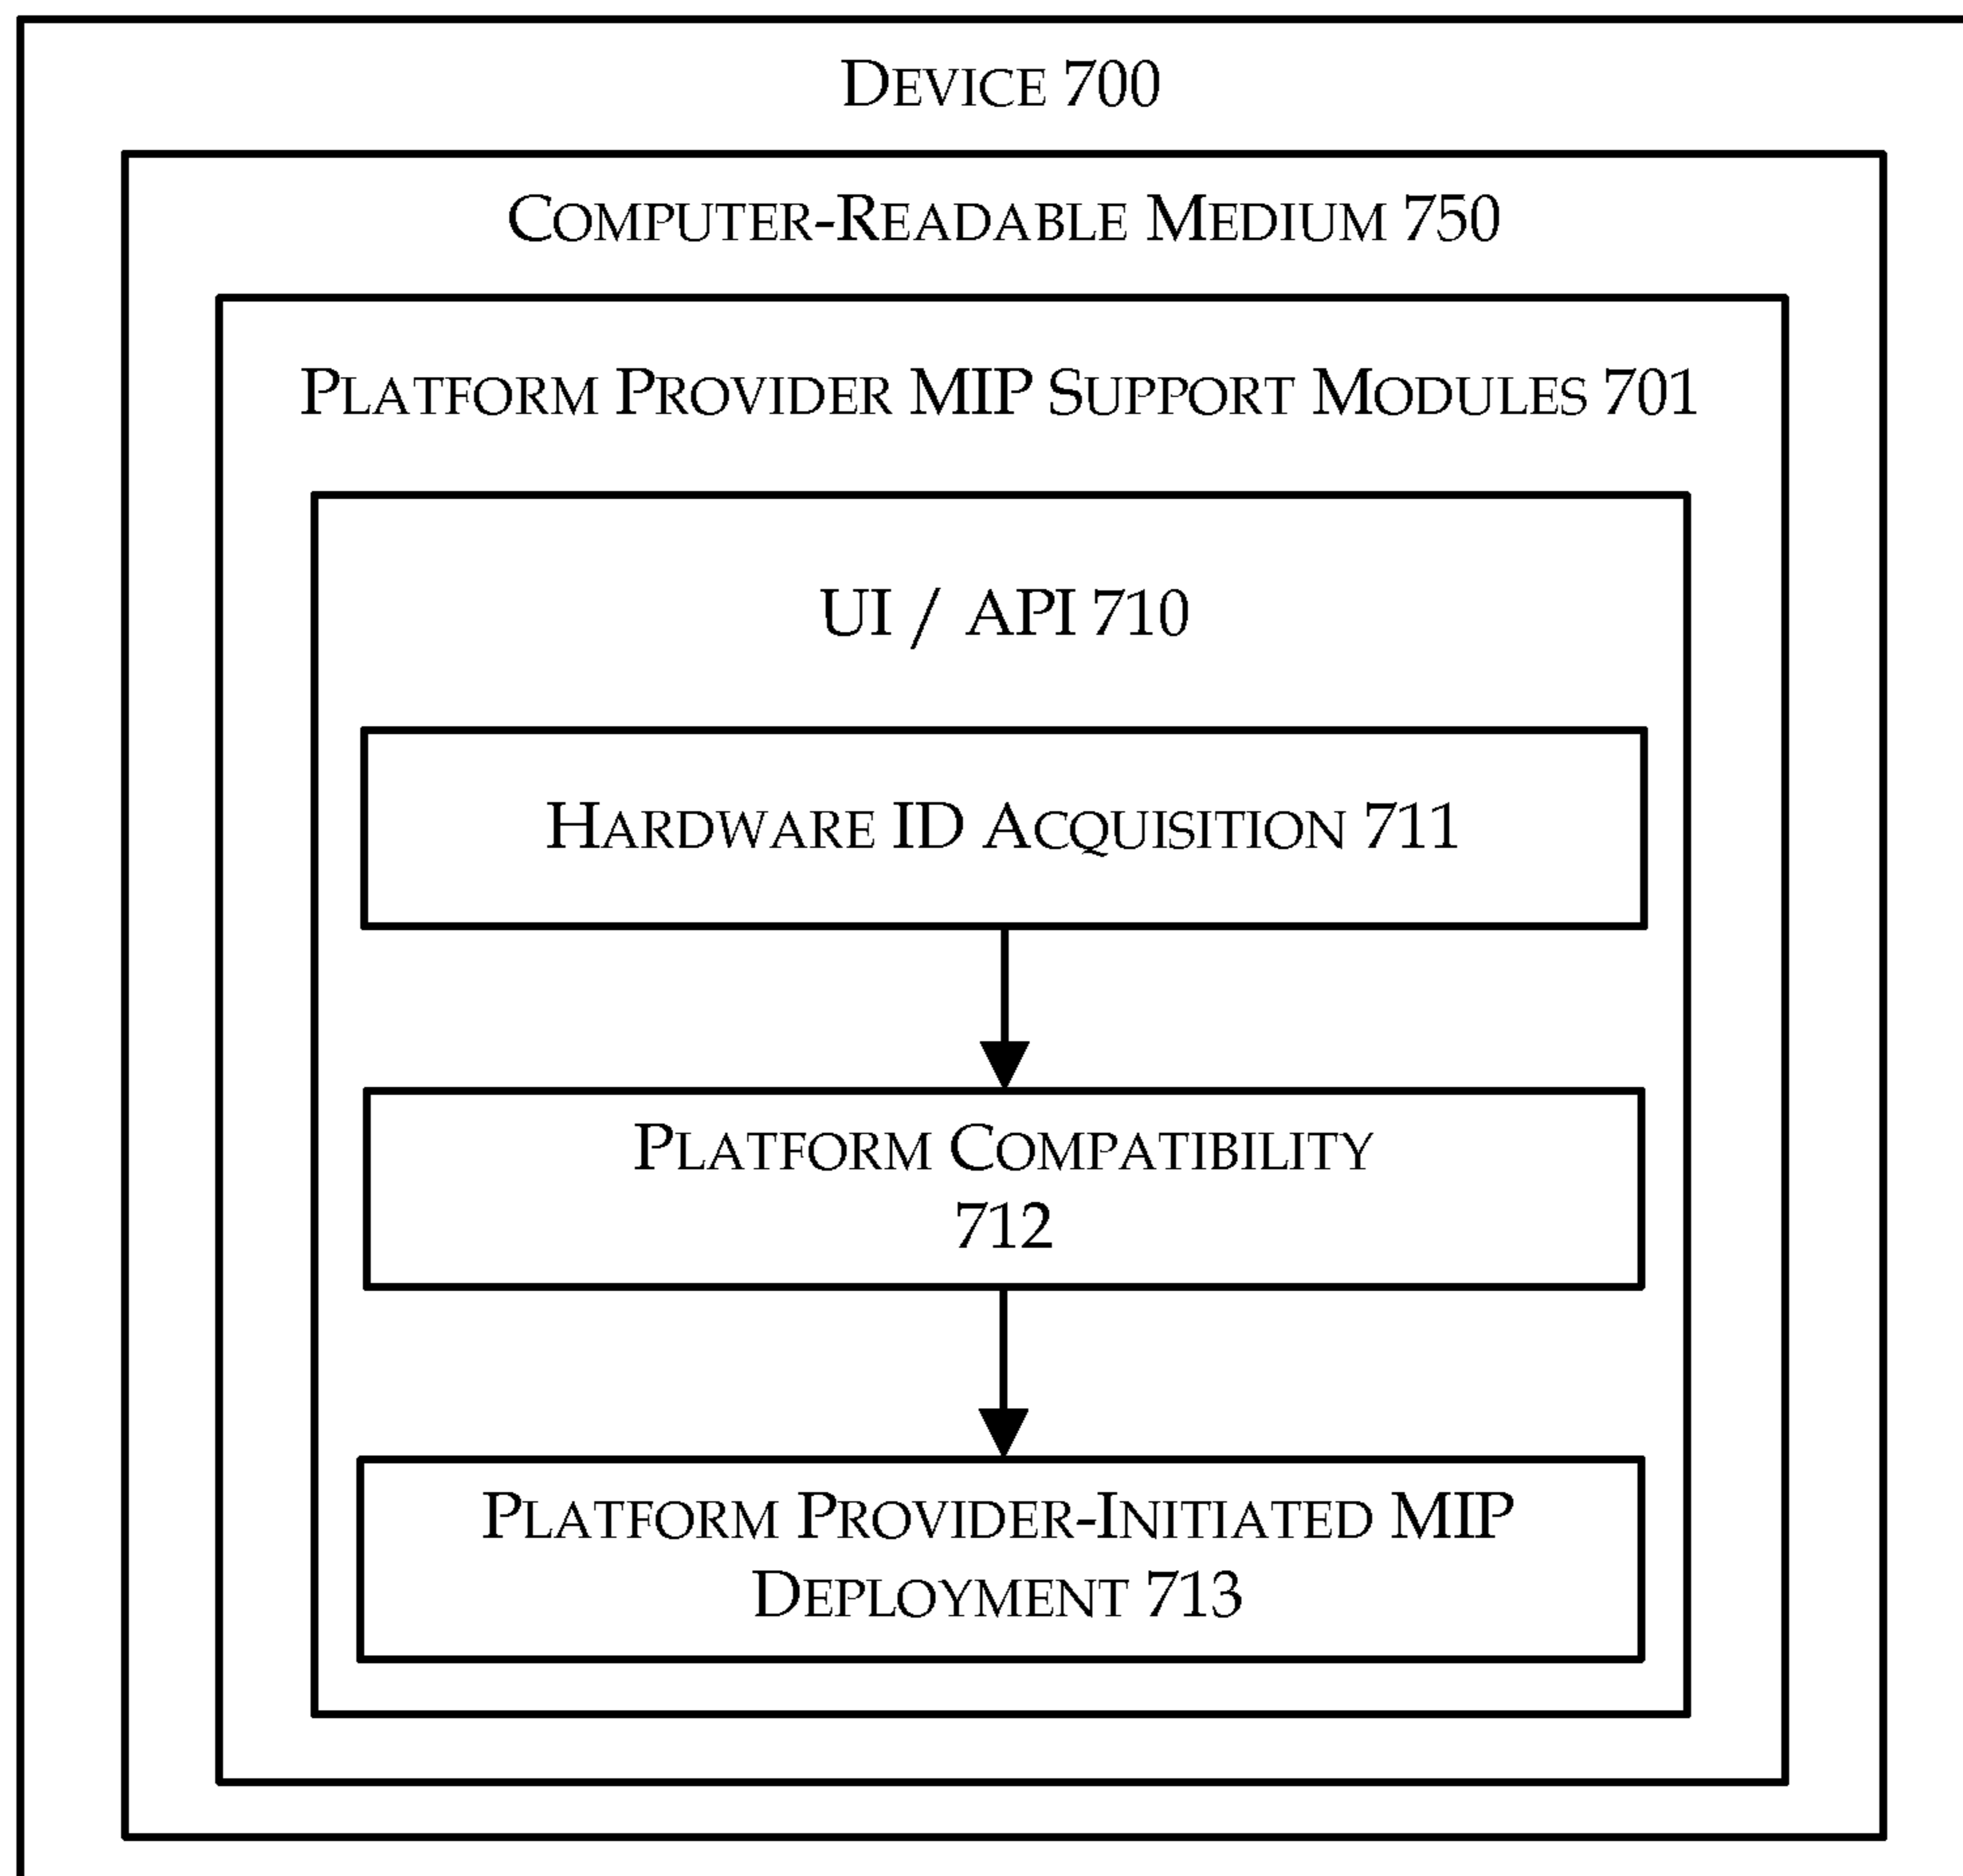 DEVICE 700
COMPUTER-READABLE MEDIUM 750
PLATFORM PROVIDER MIP SUPPORT MODULES 701
UI / API 710
HARDWARE ID ACQUISITION 711
PLATFORM COMPATIBILITY
712
PLATFORM PROVIDER-INITIATED MIP
DEPLOYMENT 713